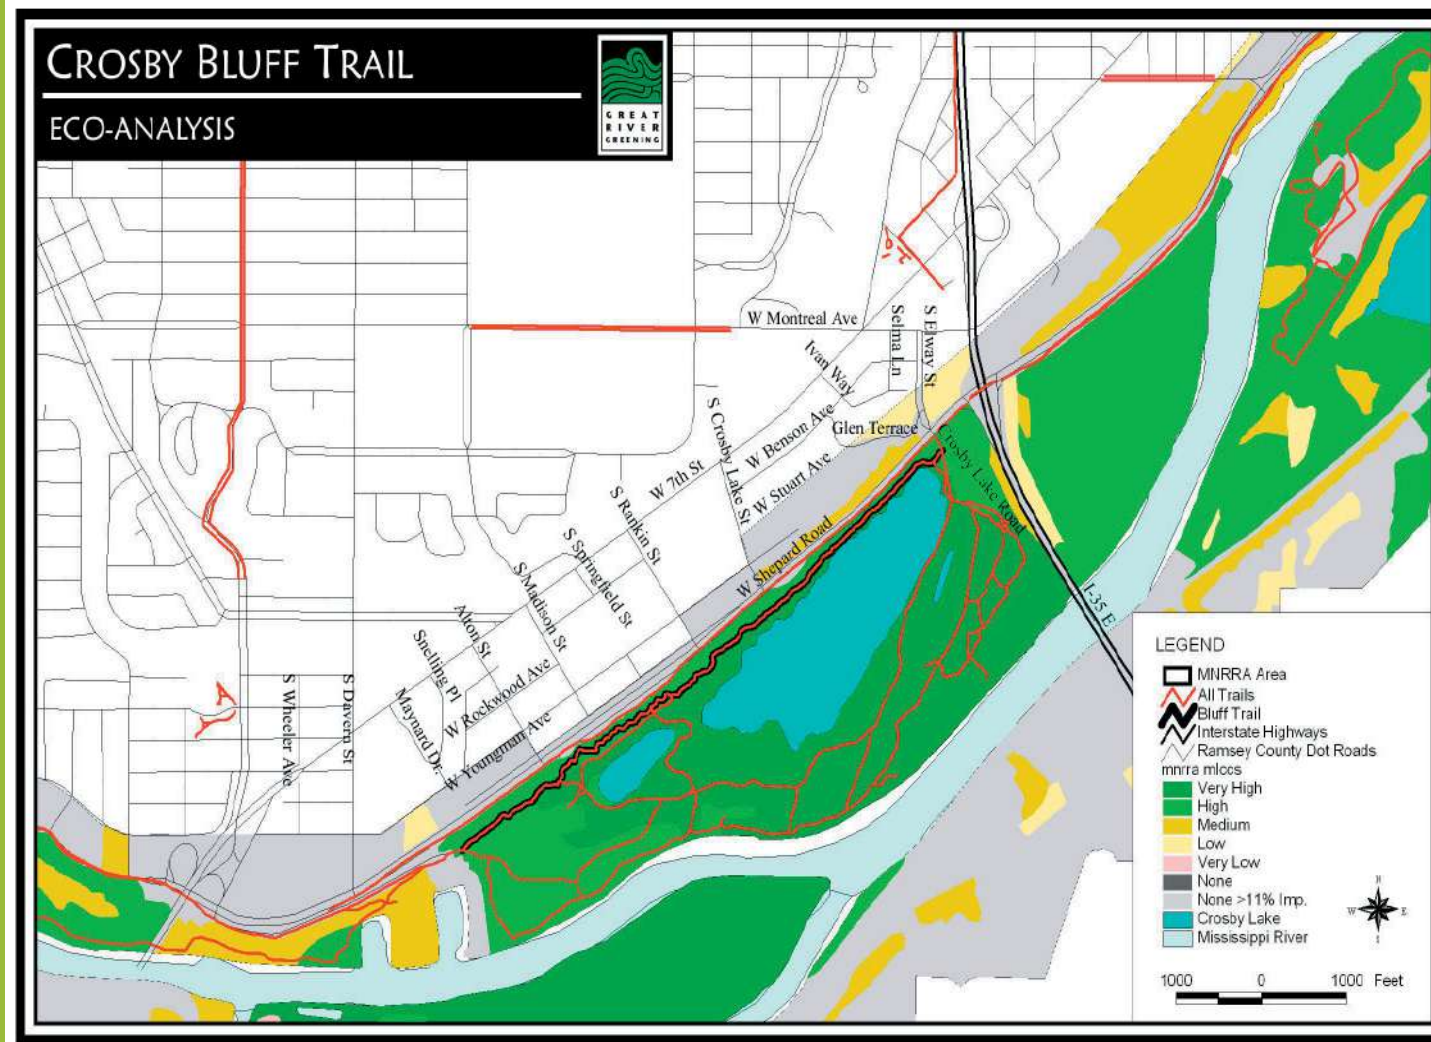 CROSBY BLUFF TRAIL
ECO-ANALYSIS
GREAT
RIVER
GREENING
W Montreal Ave
Selma Ln
S Elway St
Ivan Way
Glen Terrace
W Benson Ave
S Crosby Lake St
W Stuart Ave
Crosby Lake Road
W 7th St
S Rankin St
W Shepard Road
S Springfield St
S Madison St
Alton St
Snelling Pl
W Rockwood Ave
Maynard Dr.
W Youngman Ave
S Davern St
S Wheeler Ave
I-35 E
LEGEND
MNRRA Area
All Trails
Bluff Trail
Interstate Highways
Ramsey County Dot Roads
mnrra mlccs
Very High
High
Medium
Low
Very Low
None
None >11% Imp.
Crosby Lake
Mississippi River
N
W
E
1000 0 1000 Feet